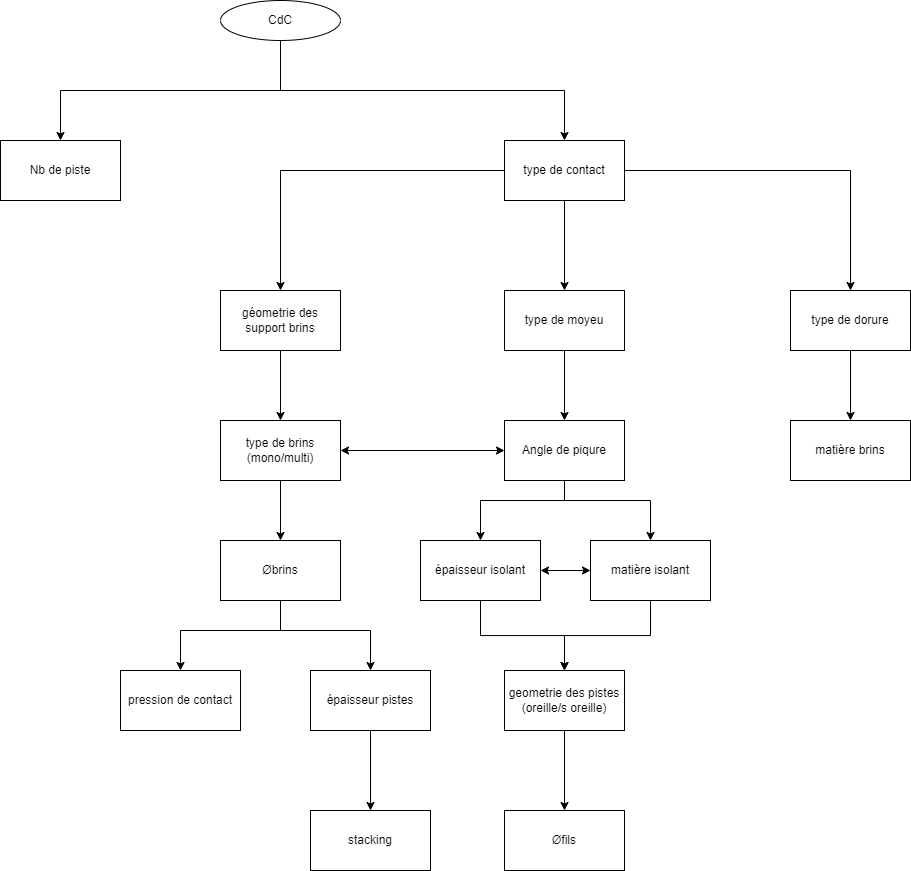 CdC
Nb de piste
type de contact
géometrie des
support brins
type de moyeu
type de dorure
type de brins
(mono/multi)
Angle de piqure
matière brins
Øbrins
épaisseur isolant
matière isolant
pression de contact
épaisseur pistes
geometrie des pistes
(oreille/s oreille)
stacking
Øfils